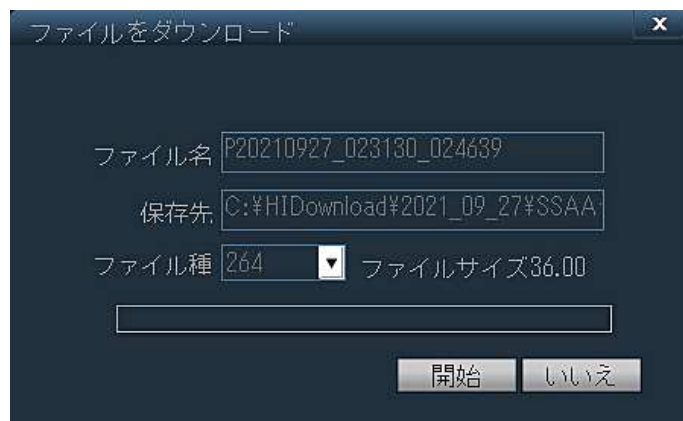 ファイルをダウンロード
ファイル名 P20210927_023130_024639
保存先 C:¥HIDownload¥2021_09_27¥SSAA
ファイル種 264 ファイルサイズ36.00
開始 いいえ